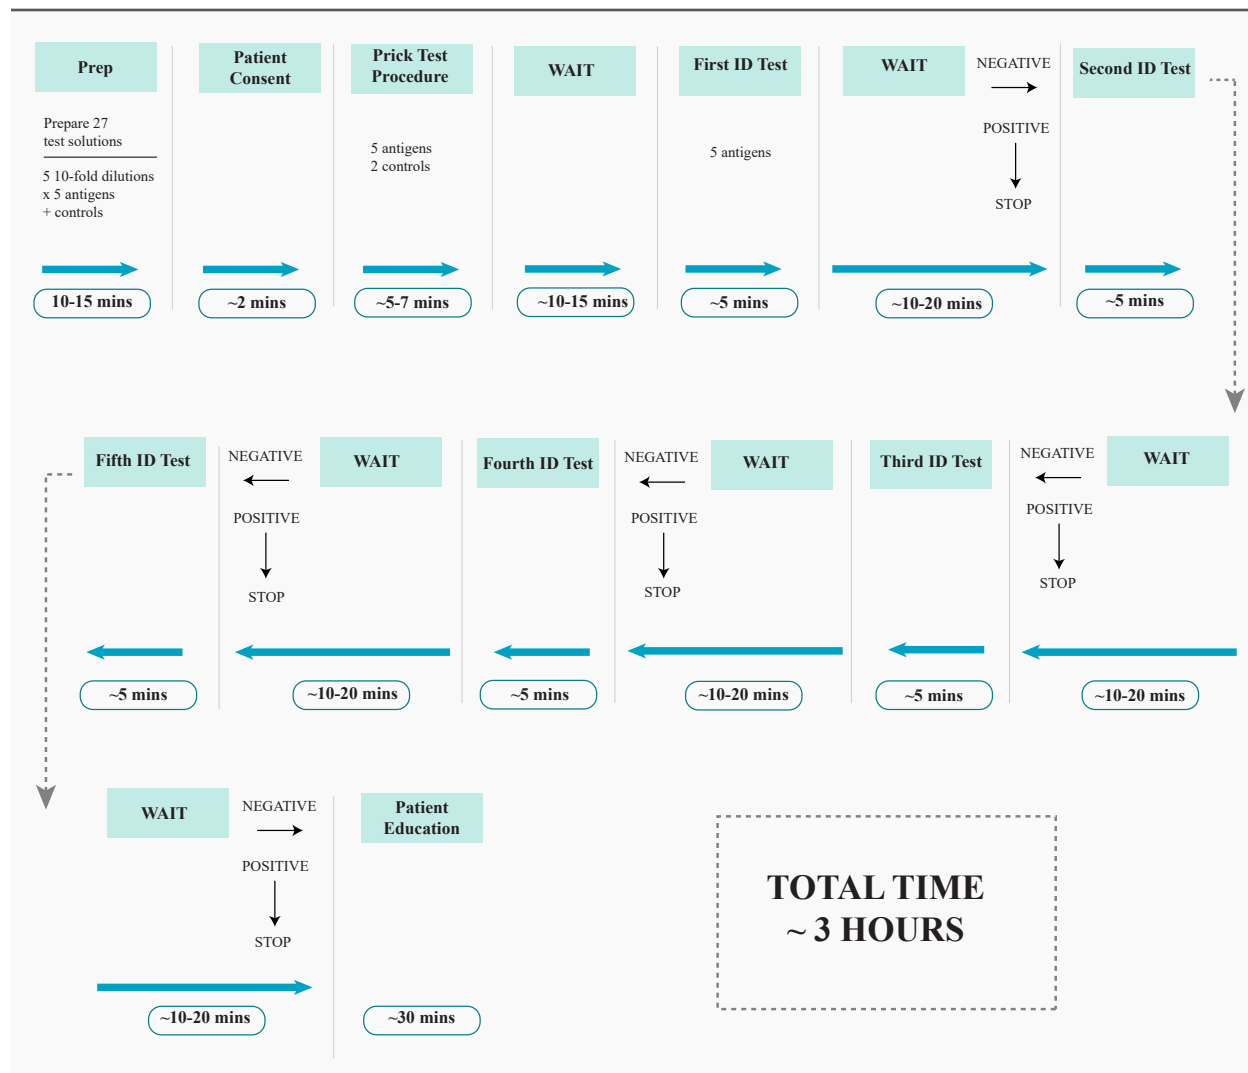 Prep
Prepare 27
test solutions
5 10-fold dilutions
x 5 antigens
+ controls
10-15 mins
Patient
Consent
~2 mins
Prick Test
Procedure
5 antigens
2 controls
~5-7 mins
WAIT
~10-15 mins
First ID Test
5 antigens
~5 mins
WAIT
NEGATIVE
POSITIVE
STOP
~10-20 mins
Second ID Test
~5 mins
WAIT
NEGATIVE
POSITIVE
STOP
~10-20 mins
Third ID Test
~5 mins
WAIT
NEGATIVE
POSITIVE
STOP
~10-20 mins
Fourth ID Test
~5 mins
WAIT
NEGATIVE
POSITIVE
STOP
~10-20 mins
Fifth ID Test
~5 mins
WAIT
NEGATIVE
POSITIVE
STOP
~10-20 mins
Patient
Education
~30 mins
TOTAL TIME
~ 3 HOURS